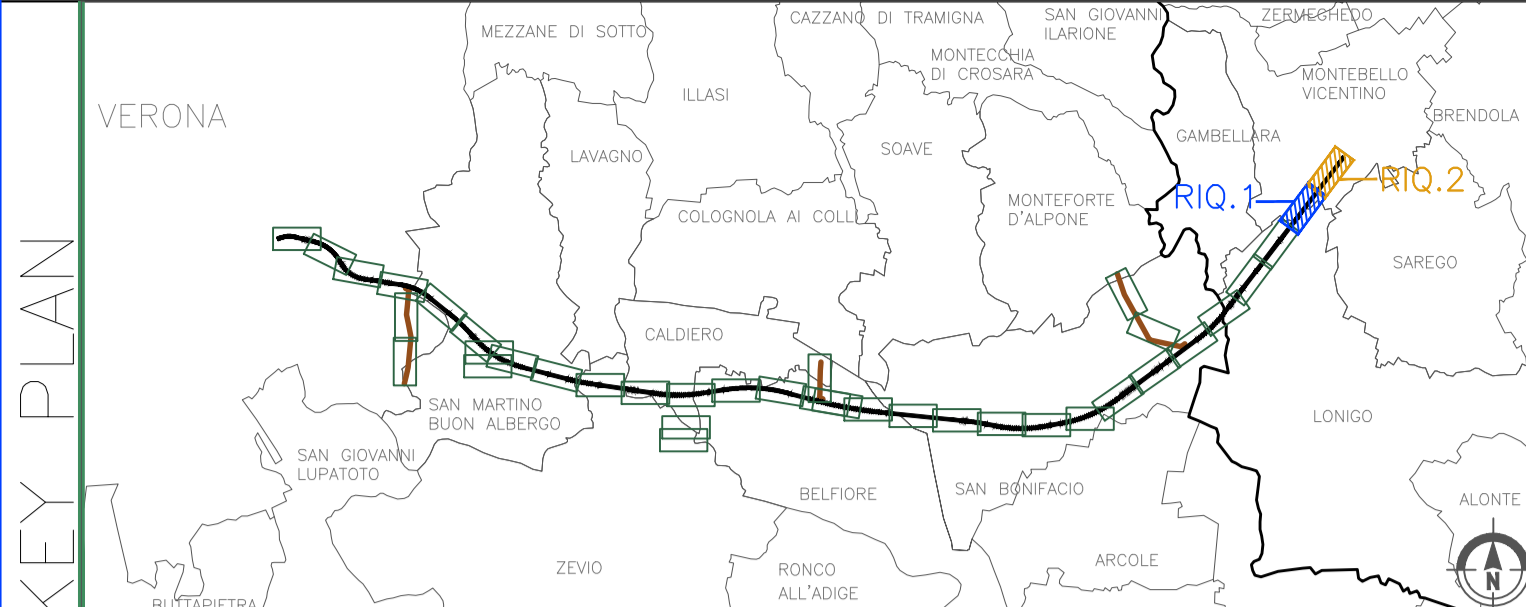 KEY PLAN
MEZZANE DI SOTTO
CAZZANO DI TRAMIGNA
SAN GIOVANNI
ILARIONE
ZERMEGHEDO
MONTECCHIA
DI CROSARA
MONTEBELLO
VICENTINO
VERONA
ILLASI
BRENDOLA
LAVAGNO
SOAVE
GAMBELLARA
RIQ.1
RIQ.2
COLOGNOLA AI COLLI
MONTEFORTE
D'ALPONE
SAREGO
CALDIERO
SAN MARTINO
BUON ALBERGO
LONIGO
SAN GIOVANNI
LUPATOTO
BELFIORE
SAN BONIFACIO
ALONTE
ZEVIO
RONCO
ALL'ADIGE
ARCOLE
N
BUTTAPIETRA